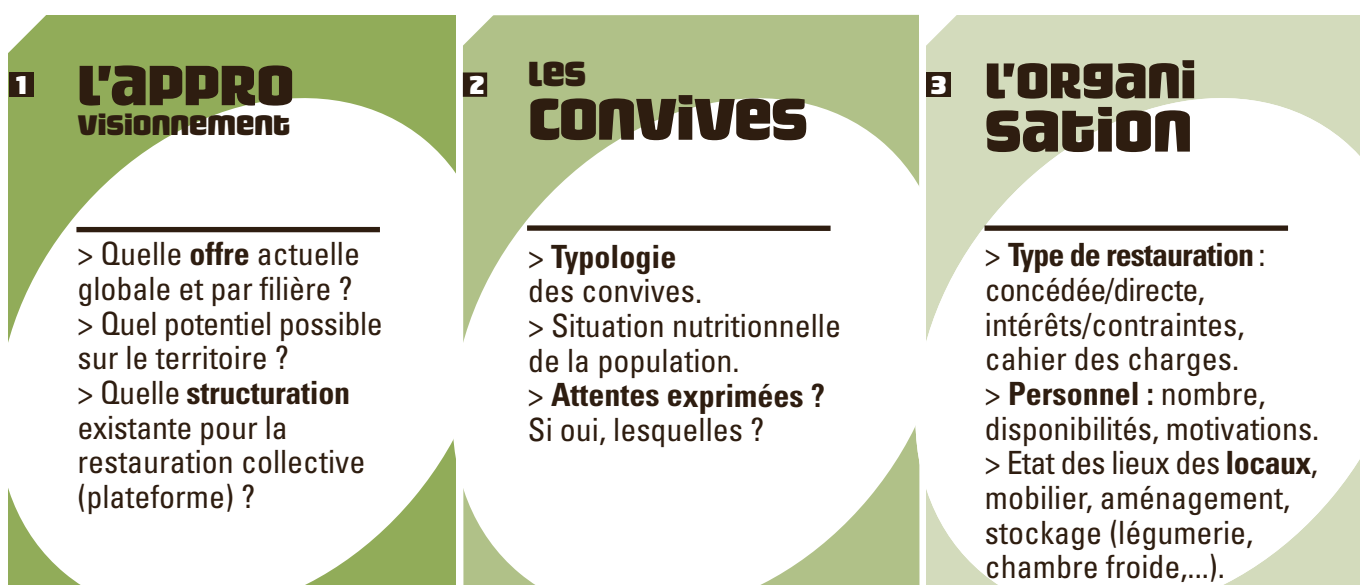 1
L'appro
visionnement
> Quelle offre actuelle
globale et par filière ?
> Quel potentiel possible
sur le territoire ?
> Quelle structuration
existante pour la
restauration collective
(plateforme) ?
2
Les
convives
> Typologie
des convives.
> Situation nutritionnelle
de la population.
> Attentes exprimées ?
Si oui, lesquelles ?
3
L'organi
sation
> Type de restauration :
concédée/directe,
intérêts/contraintes,
cahier des charges.
> Personnel : nombre,
disponibilités, motivations.
> Etat des lieux des locaux,
mobilier, aménagement,
stockage (légumerie,
chambre froide,...).